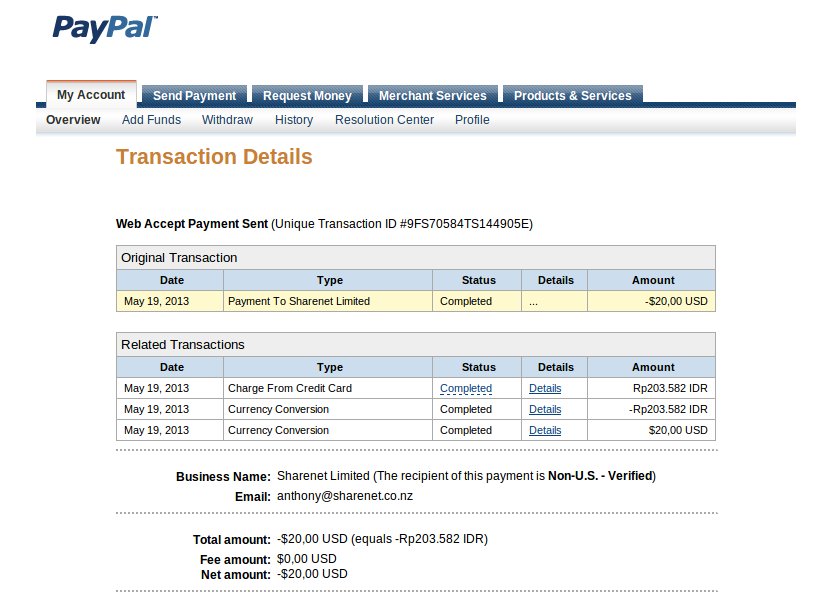 PayPal™
My Account Send Payment Request Money Merchant Services Products & Services
Overview Add Funds Withdraw History Resolution Center Profile
Transaction Details
Web Accept Payment Sent (Unique Transaction ID #9FS70584TS144905E)
Original Transaction
Date Type Status Details Amount
May 19, 2013 Payment To Sharenet Limited Completed ... -$20,00 USD
Related Transactions
Date Type Status Details Amount
May 19, 2013 Charge From Credit Card Completed Details Rp203.582 IDR
May 19, 2013 Currency Conversion Completed Details -Rp203.582 IDR
May 19, 2013 Currency Conversion Completed Details $20,00 USD
Business Name: Sharenet Limited (The recipient of this payment is Non-U.S. - Verified)
Email: anthony@sharenet.co.nz
Total amount: -$20,00 USD (equals -Rp203.582 IDR)
Fee amount: $0,00 USD
Net amount: -$20,00 USD